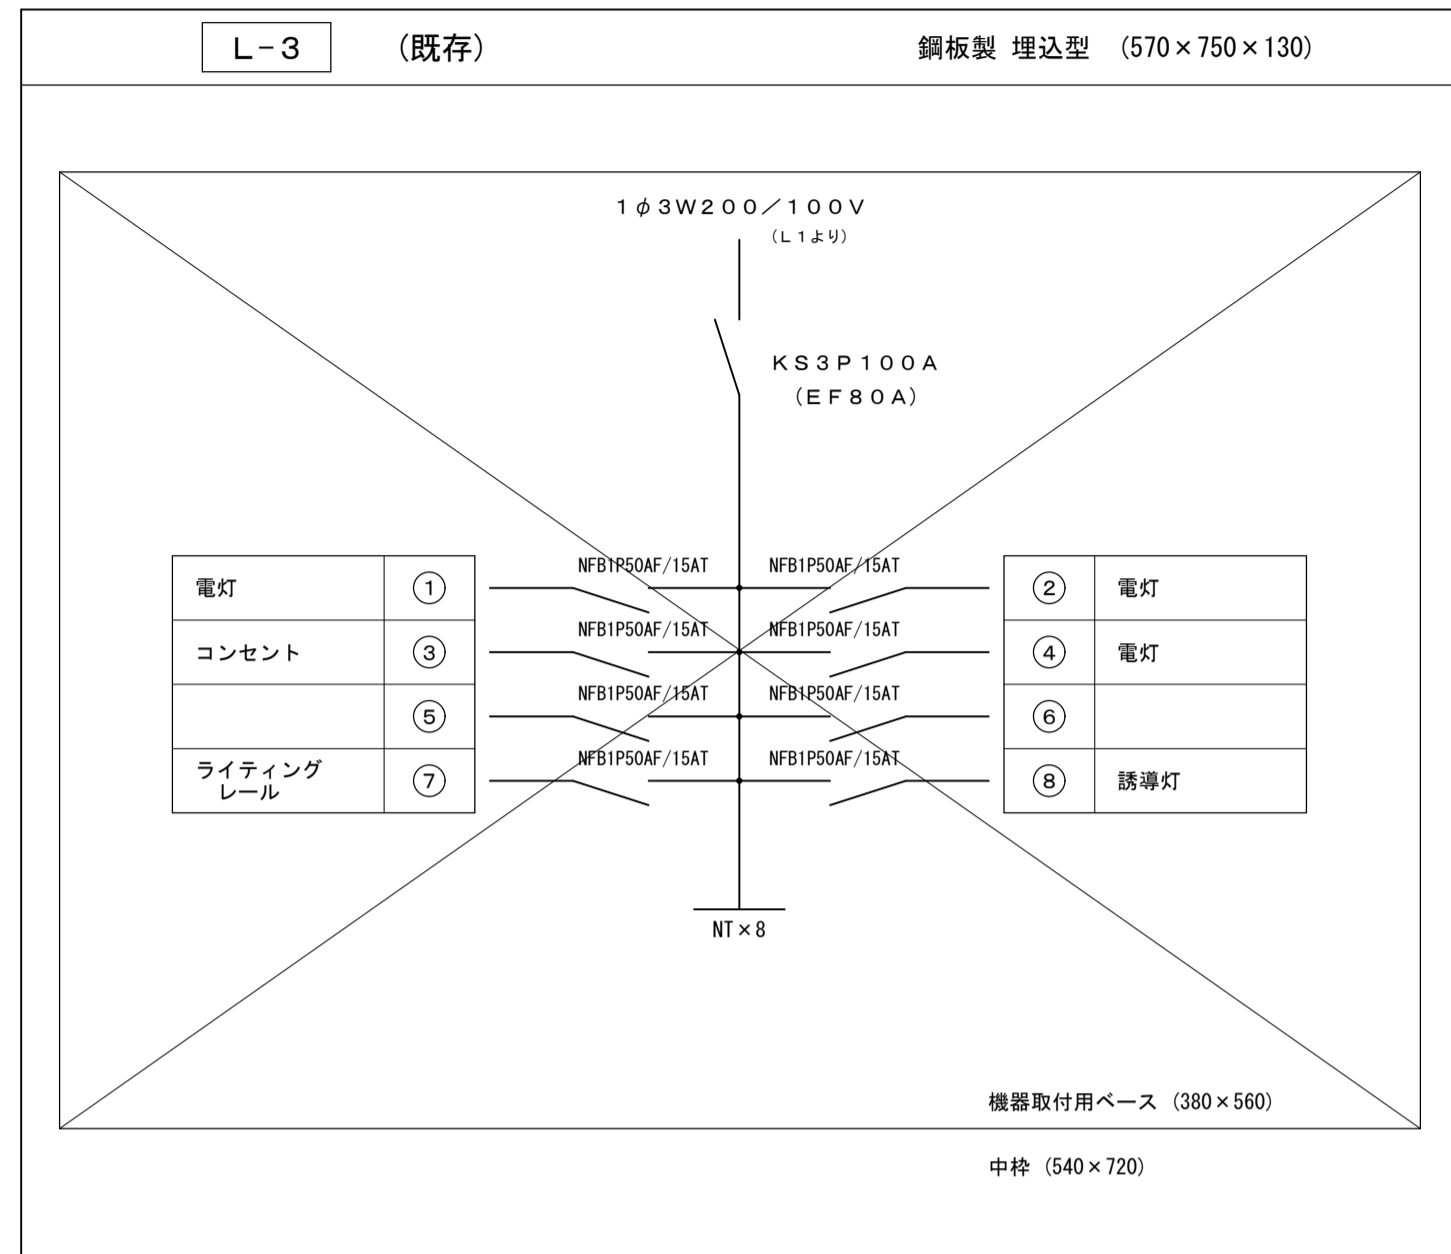 L-3 (既存) 鋼板製 埋込型 (570×750×130)
1φ3W200/100V
(L1より)
KS3P100A
(EF80A)
NFB1P50AF/15AT NFB1P50AF/15AT
電灯 ① ② 電灯
NFB1P50AF/15AT NFB1P50AF/15AT
コンセント ③ ④ 電灯
NFB1P50AF/15AT NFB1P50AF/15AT
⑤ ⑥
NFB1P50AF/15AT NFB1P50AF/15AT
ライティング
レール ⑦ ⑧ 誘導灯
NT×8
機器取付用ベース (380×560)
中枠 (540×720)